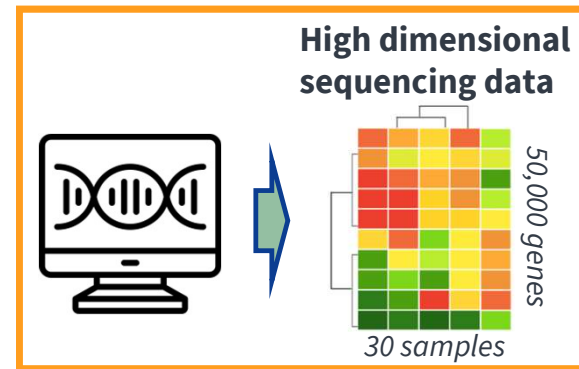 High dimensional
sequencing data
50,000 genes
30 samples